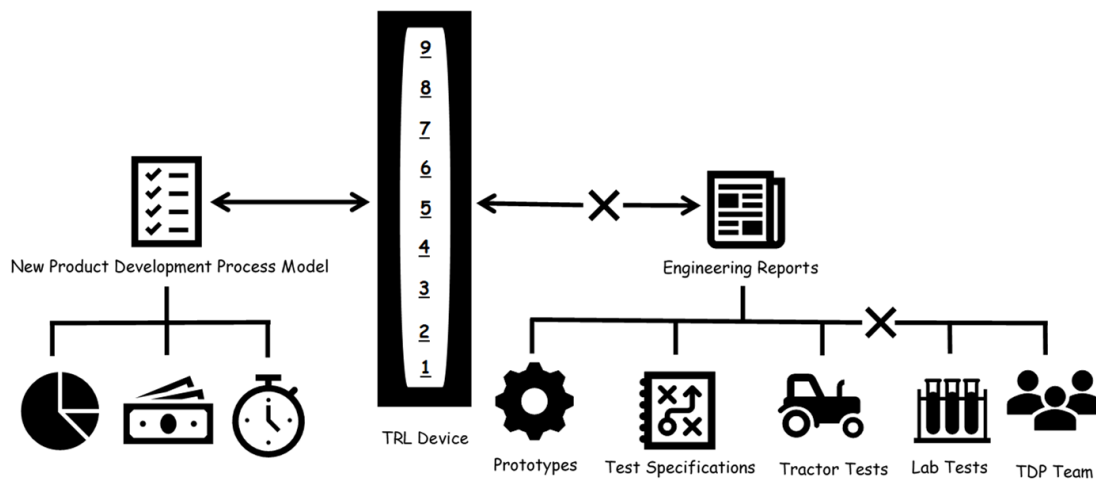 9
8
7
6
5
4
3
2
1
New Product Development Process Model
TRL Device
Engineering Reports
Prototypes
Test Specifications
Tractor Tests
Lab Tests
TDP Team